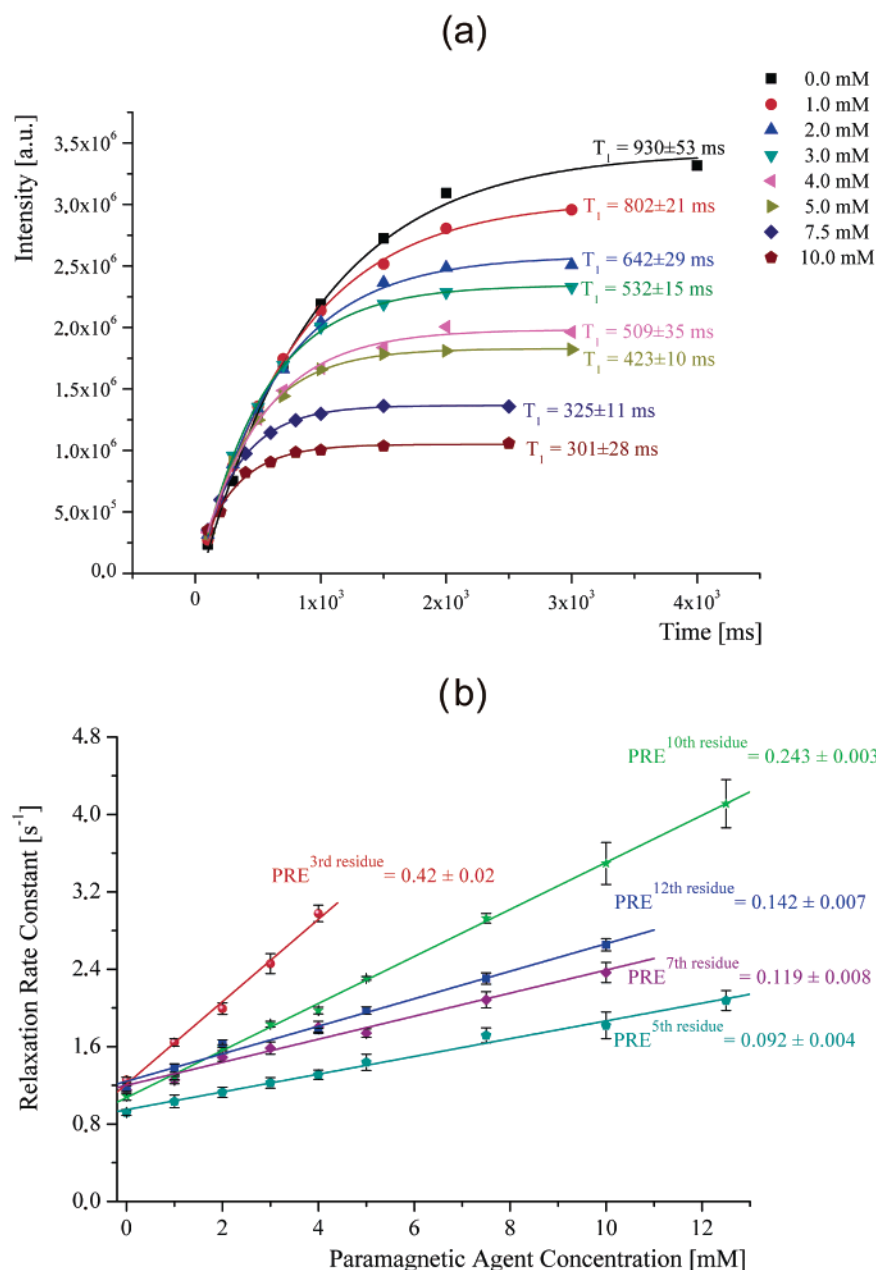 (a)
0.0 mM
1.0 mM
2.0 mM
3.0 mM
4.0 mM
5.0 mM
7.5 mM
10.0 mM
Intensity [a.u.]
3.5x10⁶
3.0x10⁶
2.5x10⁶
2.0x10⁶
1.5x10⁶
1.0x10⁶
5.0x10⁵
0.0
T₁ = 930±53 ms
T₁ = 802±21 ms
T₁ = 642±29 ms
T₁ = 532±15 ms
T₁ = 509±35 ms
T₁ = 423±10 ms
T₁ = 325±11 ms
T₁ = 301±28 ms
0 1x10³ 2x10³ 3x10³ 4x10³
Time [ms]
(b)
Relaxation Rate Constant [s⁻¹]
4.8
4.0
3.2
2.4
1.6
0.8
0.0
PRE^10th residue = 0.243 ± 0.003
PRE^3rd residue = 0.42 ± 0.02
PRE^12th residue = 0.142 ± 0.007
PRE^7th residue = 0.119 ± 0.008
PRE^5th residue = 0.092 ± 0.004
0 2 4 6 8 10 12
Paramagnetic Agent Concentration [mM]